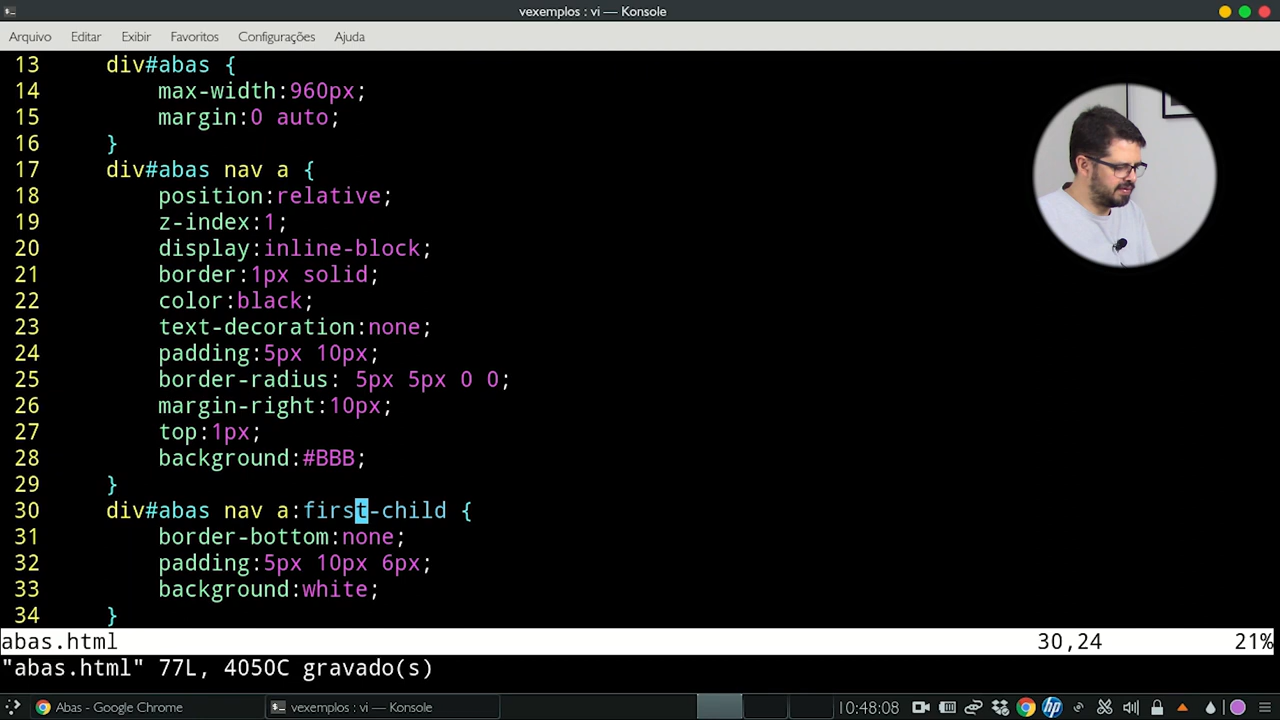 vexemplos : vi — Konsole
Arquivo Editar Exibir Favoritos Configurações Ajuda
13 div#abas {
14 max-width:960px;
15 margin:0 auto;
16 }
17 div#abas nav a {
18 position:relative;
19 z-index:1;
20 display:inline-block;
21 border:1px solid;
22 color:black;
23 text-decoration:none;
24 padding:5px 10px;
25 border-radius: 5px 5px 0 0;
26 margin-right:10px;
27 top:1px;
28 background:#BBB;
29 }
30 div#abas nav a:first-child {
31 border-bottom:none;
32 padding:5px 10px 6px;
33 background:white;
34 }
abas.html 30,24 21%
"abas.html" 77L, 4050C gravado(s)
Abas - Google Chrome vexemplos : vi — Konsole 10:48:08 hp